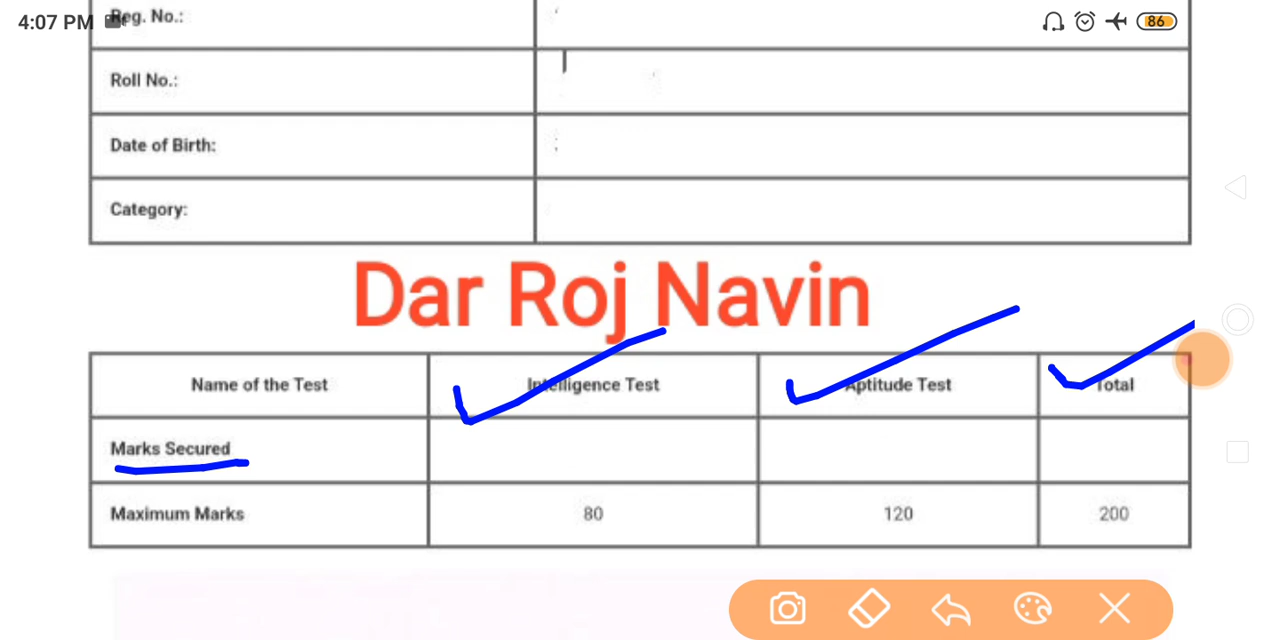 4:07 PM
86
Reg. No.:
Roll No.:
Date of Birth:
Category:
Dar Roj Navin
Name of the Test Intelligence Test Aptitude Test Total
Marks Secured
Maximum Marks 80 120 200